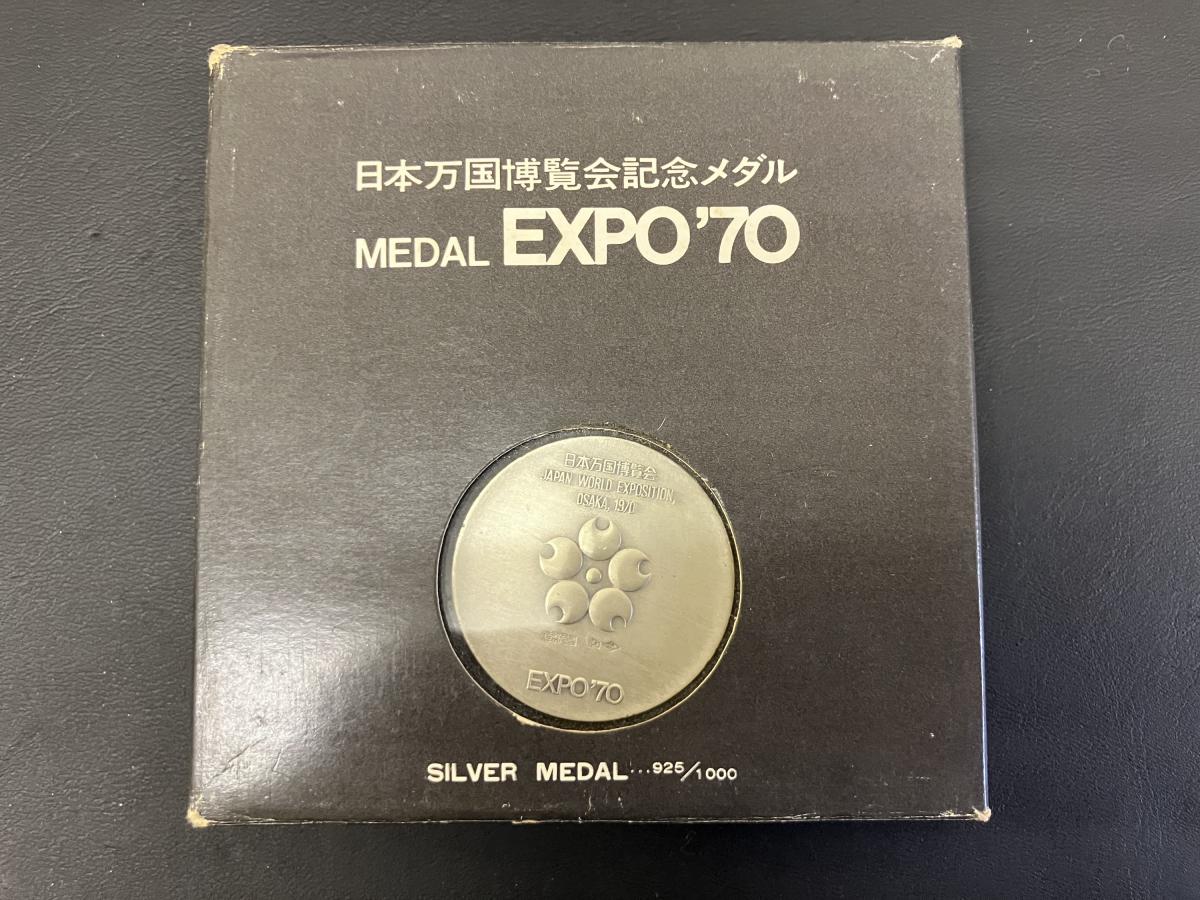 日本万国博覧会記念メダル
MEDAL EXPO'70
日本万国博覧会
JAPAN WORLD EXPOSITION,
OSAKA, 1970
EXPO'70
SILVER MEDAL...925/1000